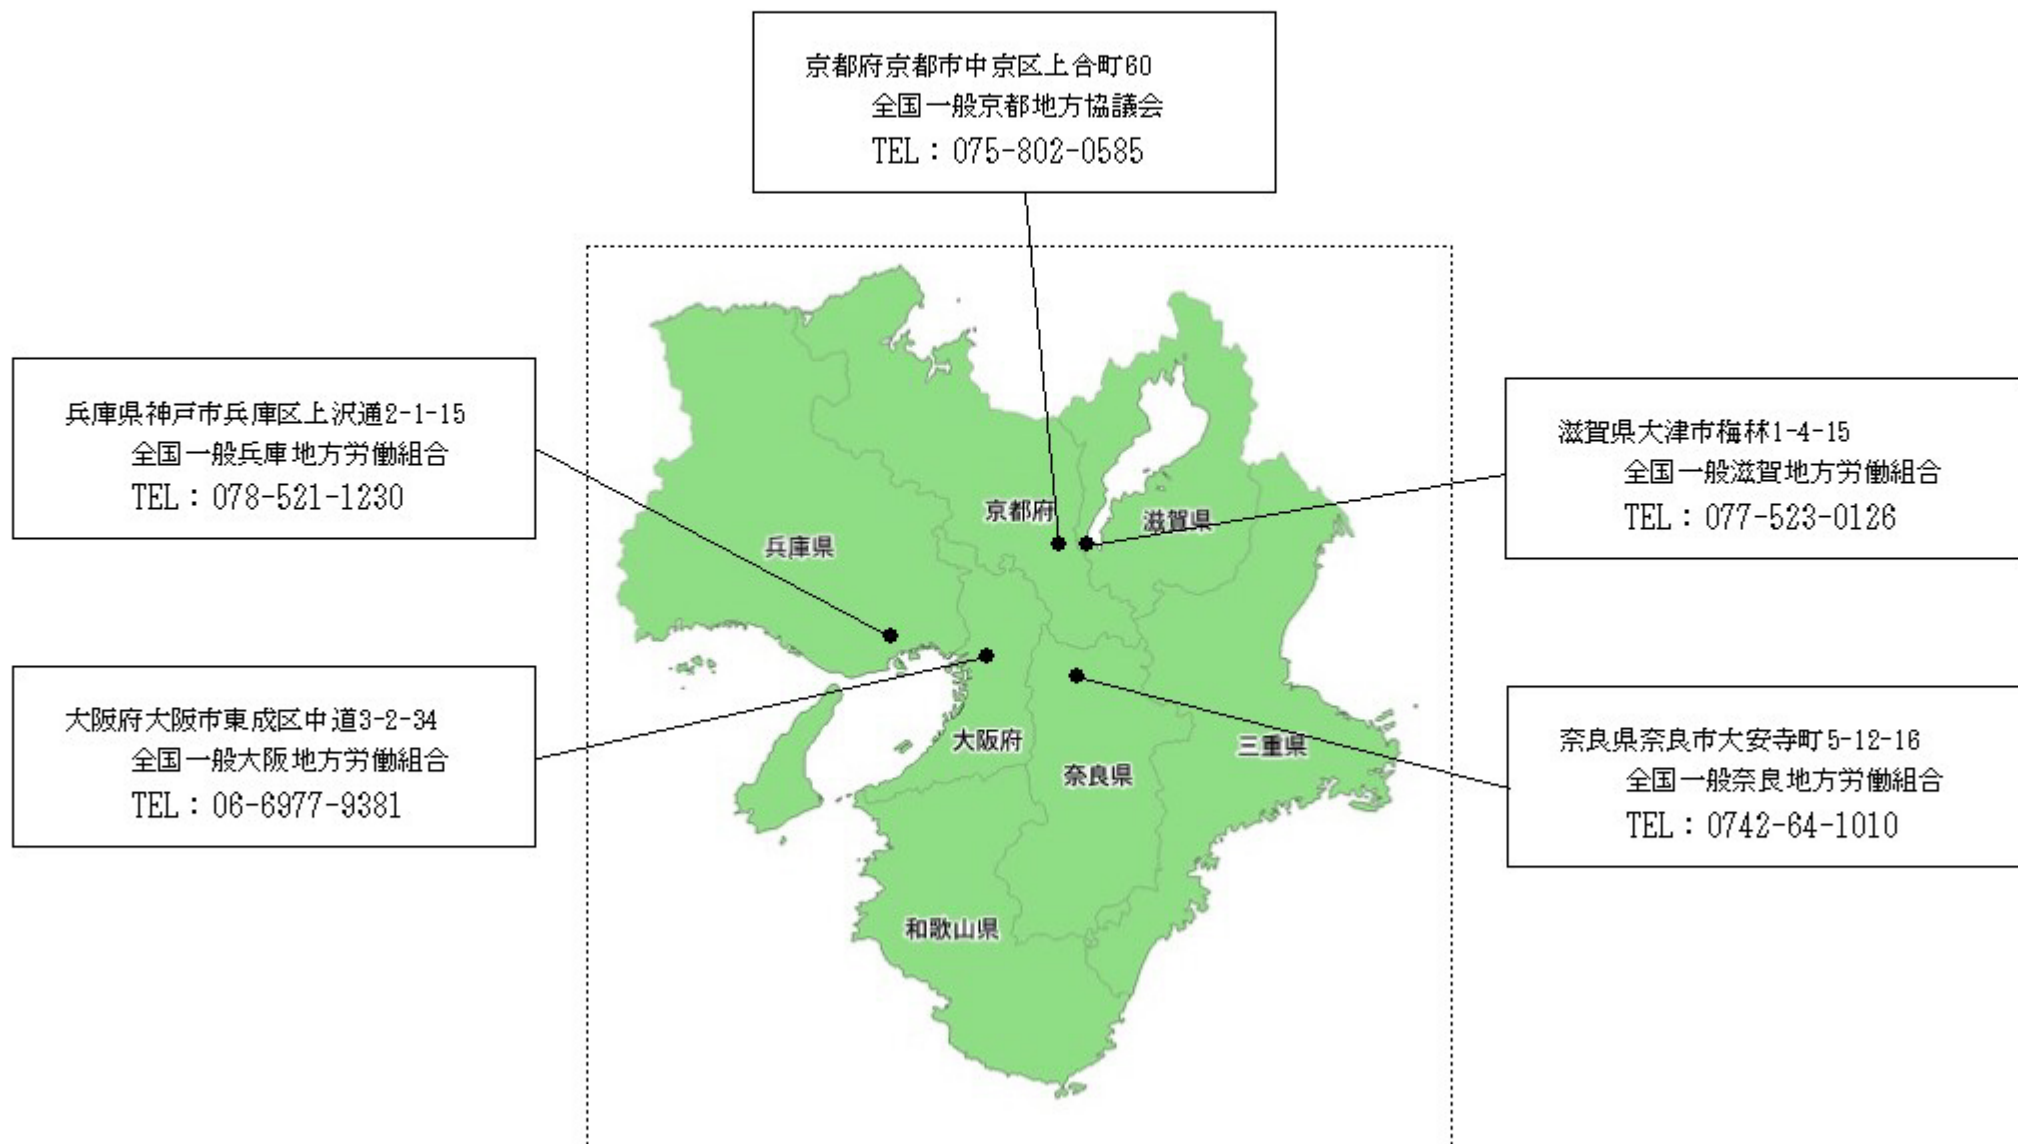 京都府京都市中京区上合町60
全国一般京都地方協議会
TEL：075-802-0585
兵庫県神戸市兵庫区上沢通2-1-15
全国一般兵庫地方労働組合
TEL：078-521-1230
滋賀県大津市梅林1-4-15
全国一般滋賀地方労働組合
TEL：077-523-0126
京都府
滋賀県
兵庫県
大阪府大阪市東成区中道3-2-34
全国一般大阪地方労働組合
TEL：06-6977-9381
奈良県奈良市大安寺町5-12-16
全国一般奈良地方労働組合
TEL：0742-64-1010
大阪府
三重県
奈良県
和歌山県